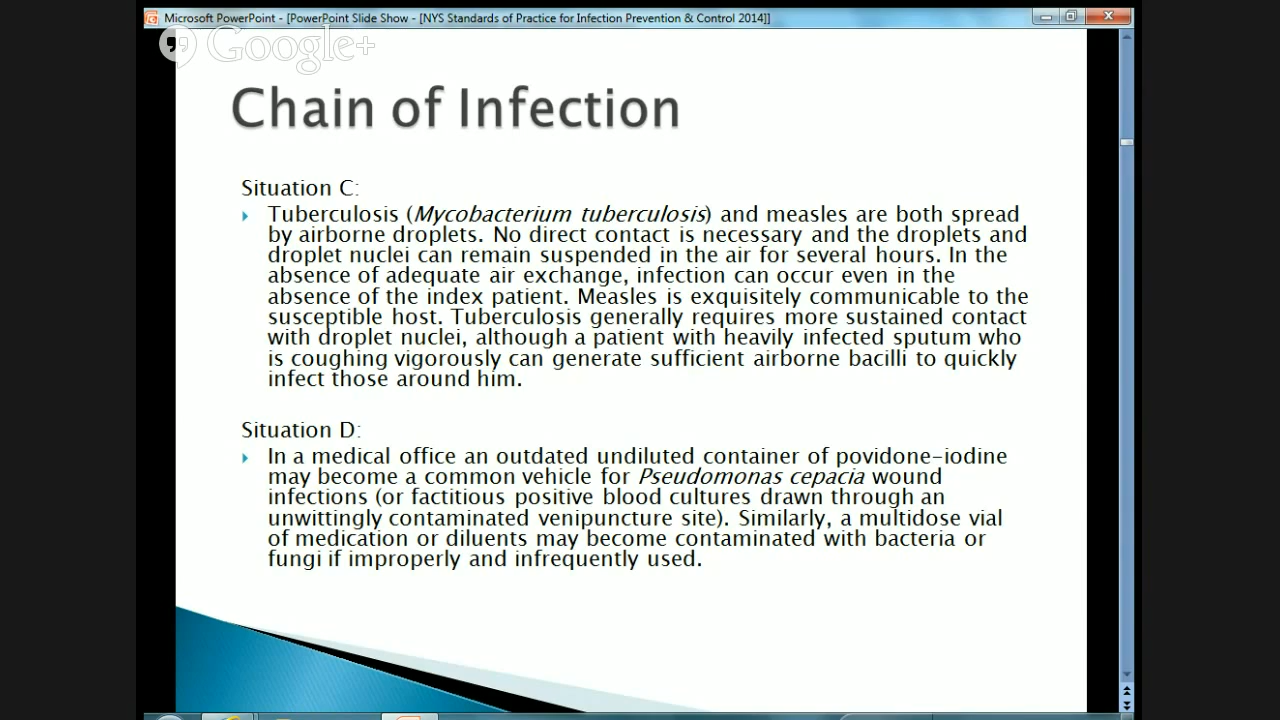 Microsoft PowerPoint - [PowerPoint Slide Show - [NYS Standards of Practice for Infection Prevention & Control 2014]]
Google+
Chain of Infection
Situation C:
Tuberculosis (Mycobacterium tuberculosis) and measles are both spread
by airborne droplets. No direct contact is necessary and the droplets and
droplet nuclei can remain suspended in the air for several hours. In the
absence of adequate air exchange, infection can occur even in the
absence of the index patient. Measles is exquisitely communicable to the
susceptible host. Tuberculosis generally requires more sustained contact
with droplet nuclei, although a patient with heavily infected sputum who
is coughing vigorously can generate sufficient airborne bacilli to quickly
infect those around him.
Situation D:
In a medical office an outdated undiluted container of povidone-iodine
may become a common vehicle for Pseudomonas cepacia wound
infections (or factitious positive blood cultures drawn through an
unwittingly contaminated venipuncture site). Similarly, a multidose vial
of medication or diluents may become contaminated with bacteria or
fungi if improperly and infrequently used.